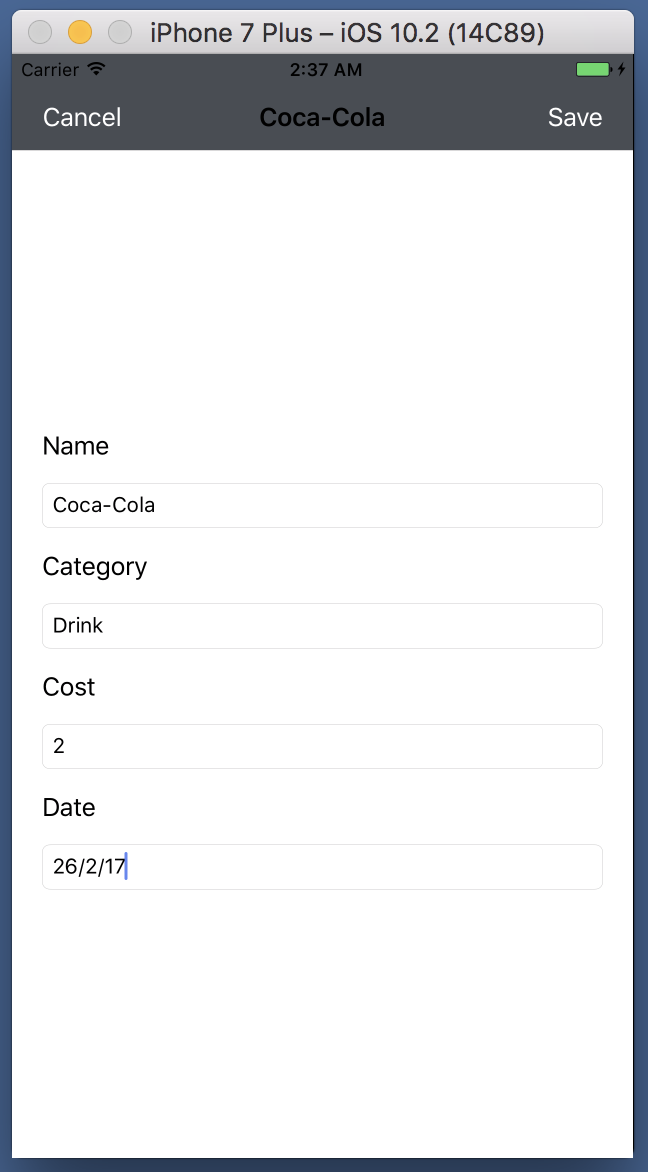 iPhone 7 Plus – iOS 10.2 (14C89)
Carrier 2:37 AM
Cancel Coca-Cola Save
Name
Coca-Cola
Category
Drink
Cost
2
Date
26/2/17